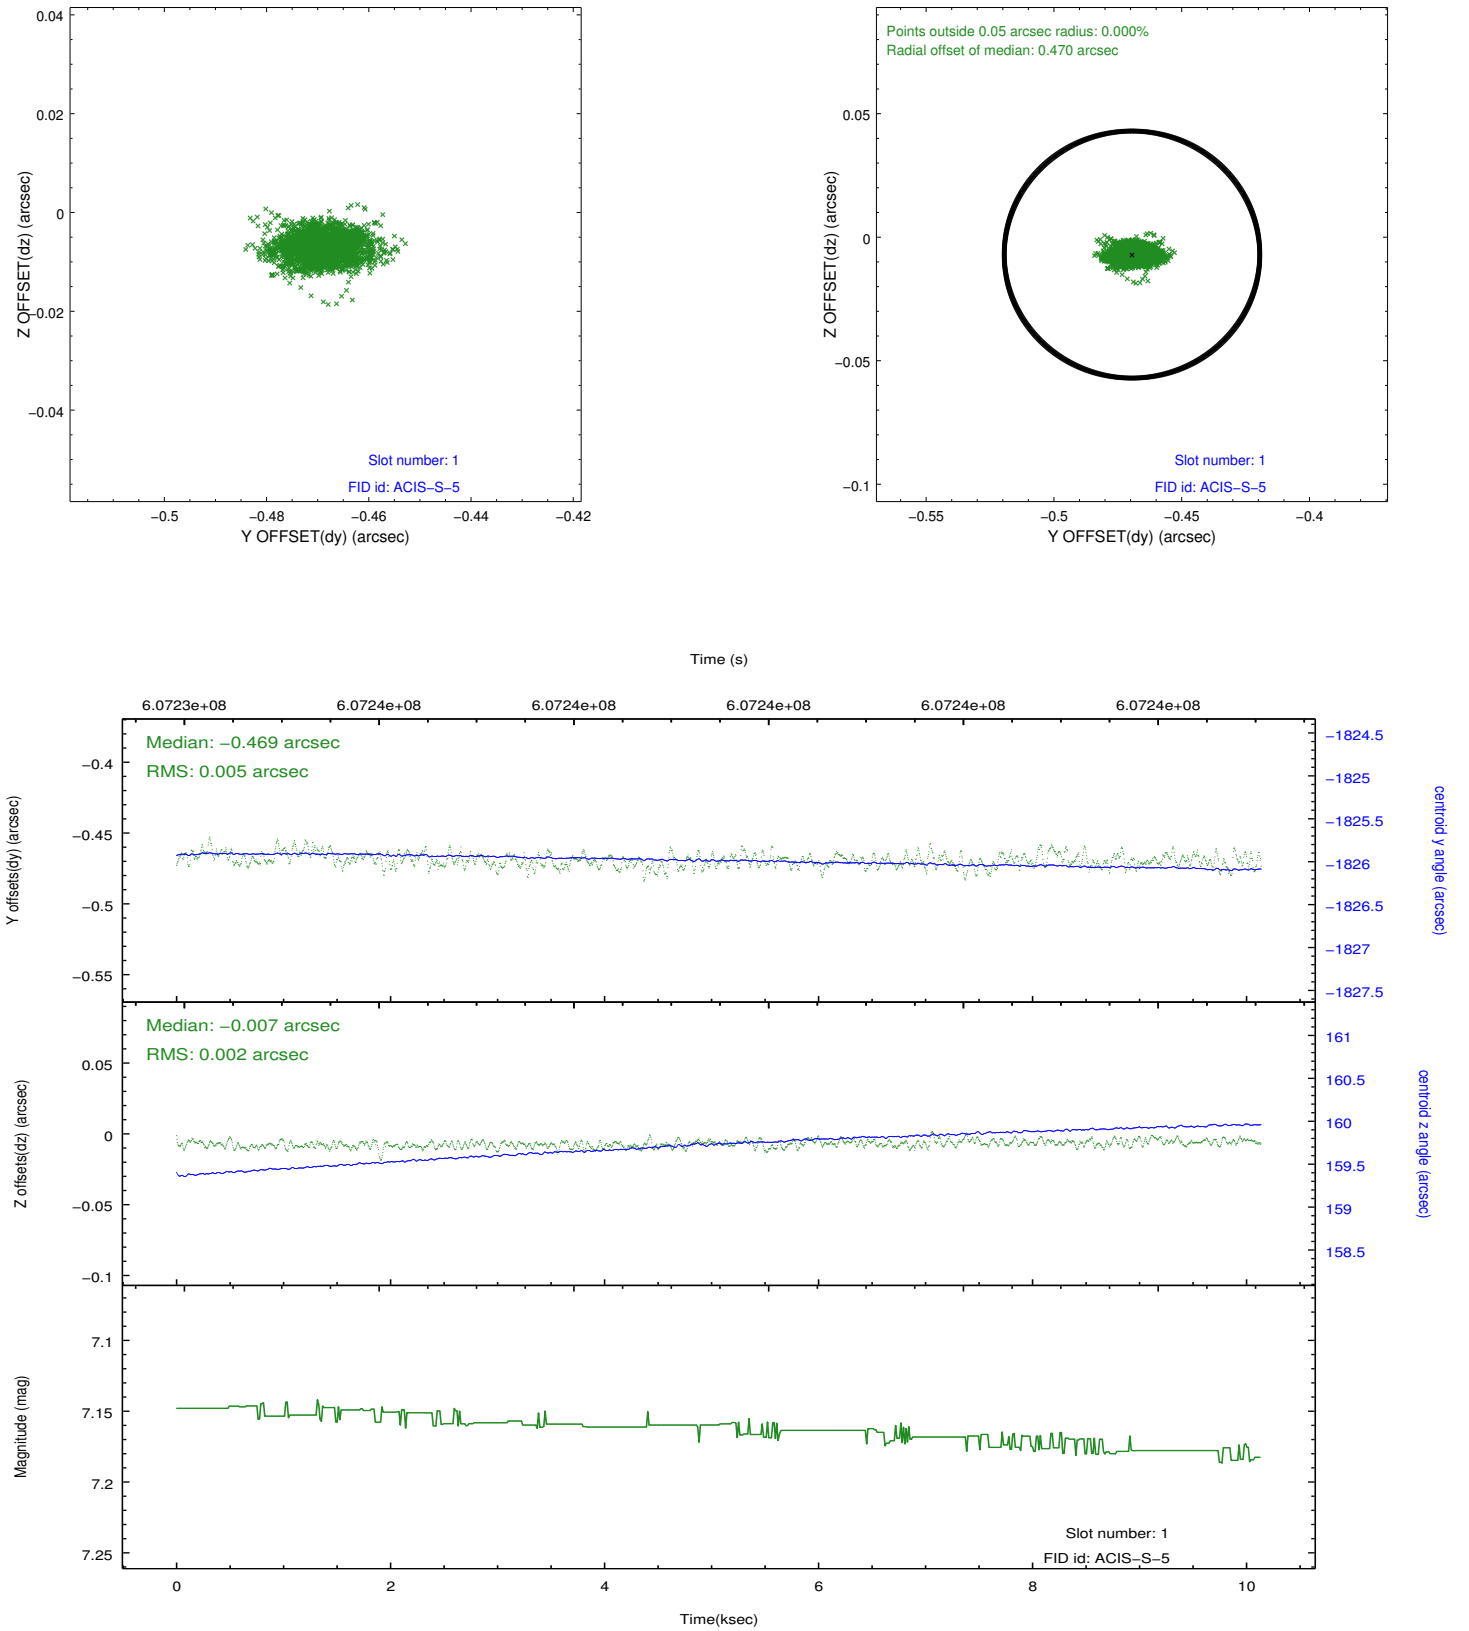 0.04
0.02
0
−0.02
−0.04
Z OFFSET(dz) (arcsec)
Slot number: 1
FID id: ACIS−S−5
−0.5
−0.48
−0.46
−0.44
−0.42
Y OFFSET(dy) (arcsec)
Points outside 0.05 arcsec radius: 0.000%
Radial offset of median: 0.470 arcsec
0.05
0
−0.05
−0.1
Z OFFSET(dz) (arcsec)
Slot number: 1
FID id: ACIS−S−5
−0.55
−0.5
−0.45
−0.4
Y OFFSET(dy) (arcsec)
Time (s)
6.0723e+08
6.0724e+08
6.0724e+08
6.0724e+08
6.0724e+08
6.0724e+08
Median: −0.469 arcsec
RMS: 0.005 arcsec
−0.4
−0.45
−0.5
−0.55
Y offsets(dy) (arcsec)
−1824.5
−1825
−1825.5
−1826
−1826.5
−1827
−1827.5
centroid y angle (arcsec)
Median: −0.007 arcsec
RMS: 0.002 arcsec
0.05
0
−0.05
−0.1
Z offsets(dz) (arcsec)
161
160.5
160
159.5
159
158.5
centroid z angle (arcsec)
7.1
7.15
7.2
7.25
Magnitude (mag)
Slot number: 1
FID id: ACIS−S−5
0
2
4
6
8
10
Time(ksec)